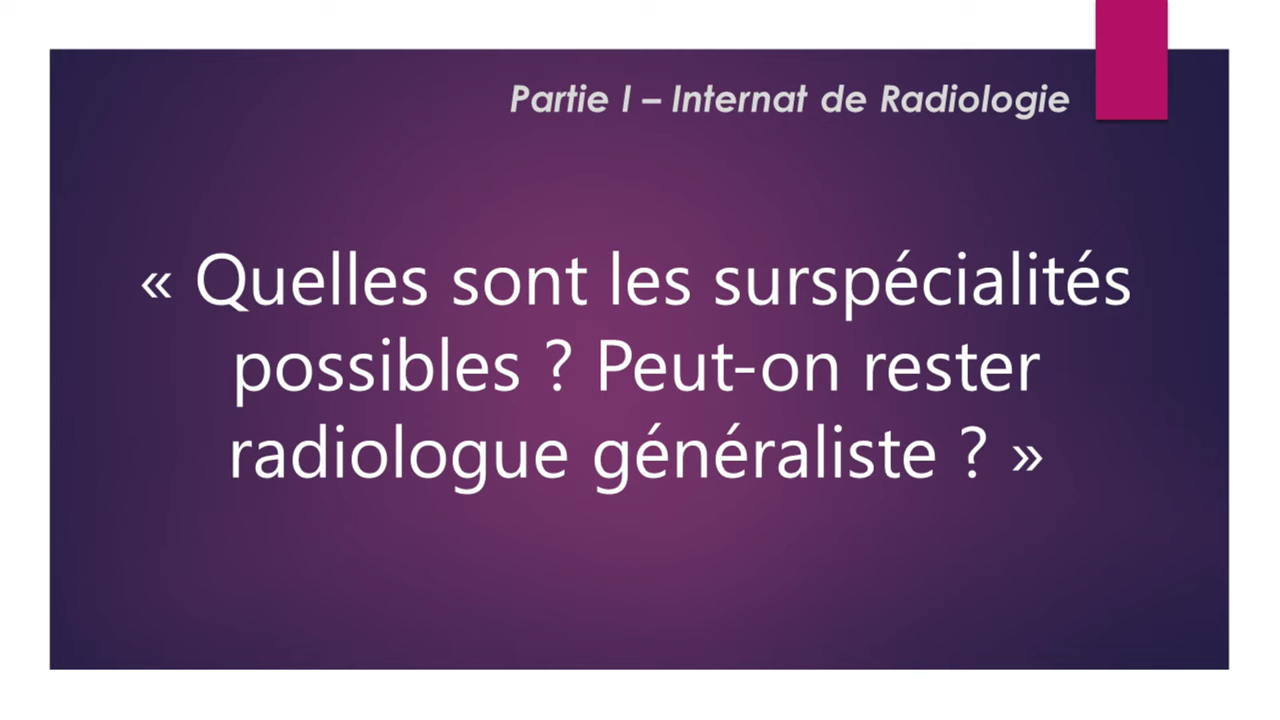 Partie I – Internat de Radiologie
« Quelles sont les surspécialités
possibles ? Peut-on rester
radiologue généraliste ? »